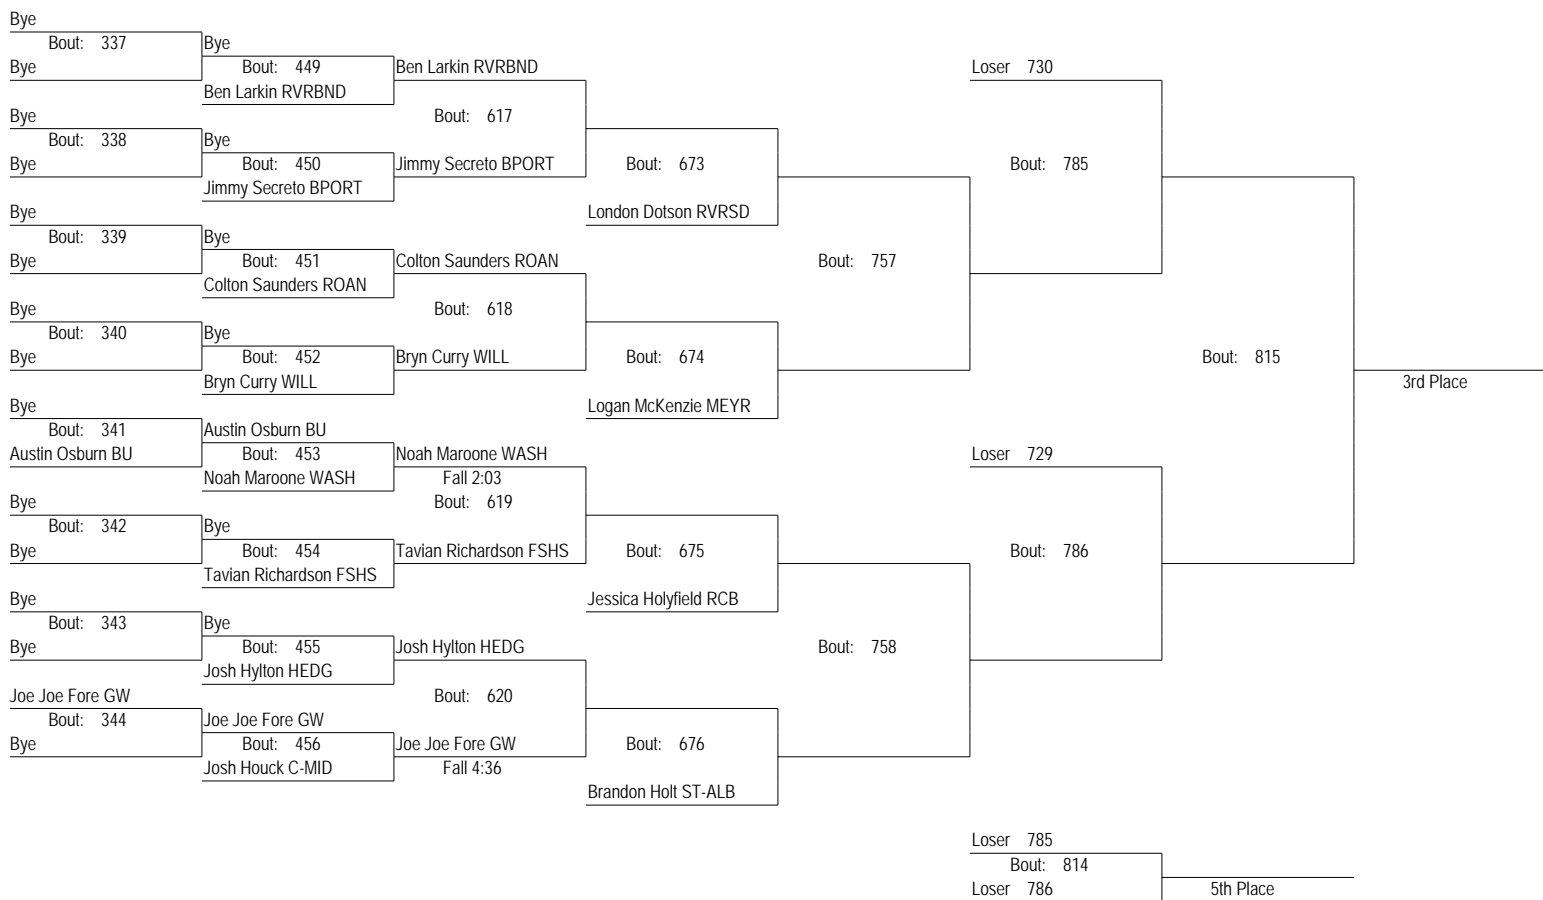 Bye
Bout: 337 Bye
Bye Bout: 449 Ben Larkin RVRBND Loser 730
Ben Larkin RVRBND
Bye Bout: 617
Bout: 338 Bye
Bye Bout: 450 Jimmy Secreto BPORT Bout: 673 Bout: 785
Jimmy Secreto BPORT
Bye London Dotson RVRSD
Bout: 339 Bye
Bye Bout: 451 Colton Saunders ROAN Bout: 757
Colton Saunders ROAN
Bye Bout: 618
Bout: 340 Bye
Bye Bout: 452 Bryn Curry WILL Bout: 674 Bout: 815
Bryn Curry WILL 3rd Place
Bye Logan McKenzie MEYR
Bout: 341 Austin Osburn BU
Austin Osburn BU Bout: 453 Noah Maroone WASH Loser 729
Noah Maroone WASH Fall 2:03
Bye Bout: 619
Bout: 342 Bye
Bye Bout: 454 Tavian Richardson FSHS Bout: 675 Bout: 786
Tavian Richardson FSHS
Bye Jessica Holyfield RCB
Bout: 343 Bye
Bye Bout: 455 Josh Hylton HEDG Bout: 758
Josh Hylton HEDG
Joe Joe Fore GW Bout: 620
Bout: 344 Joe Joe Fore GW
Bye Bout: 456 Joe Joe Fore GW Bout: 676
Josh Houck C-MID Fall 4:36
Brandon Holt ST-ALB
Loser 785
Bout: 814
Loser 786 5th Place